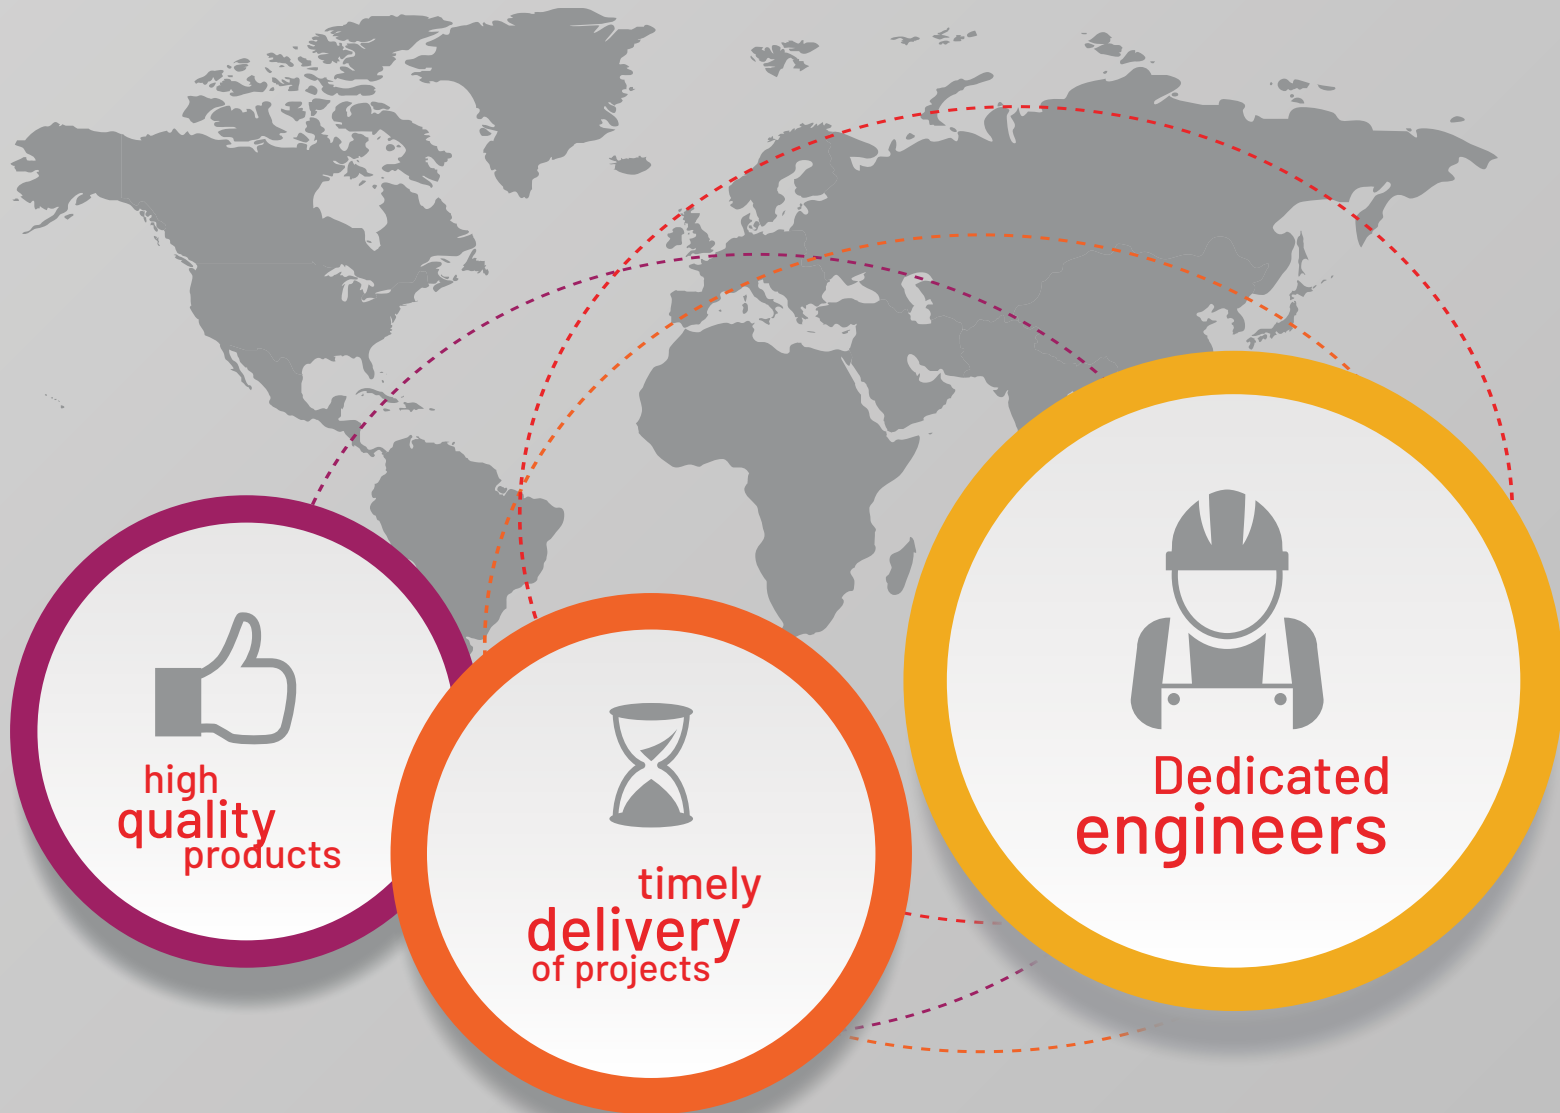 high
quality
products
timely
delivery
of projects
Dedicated
engineers